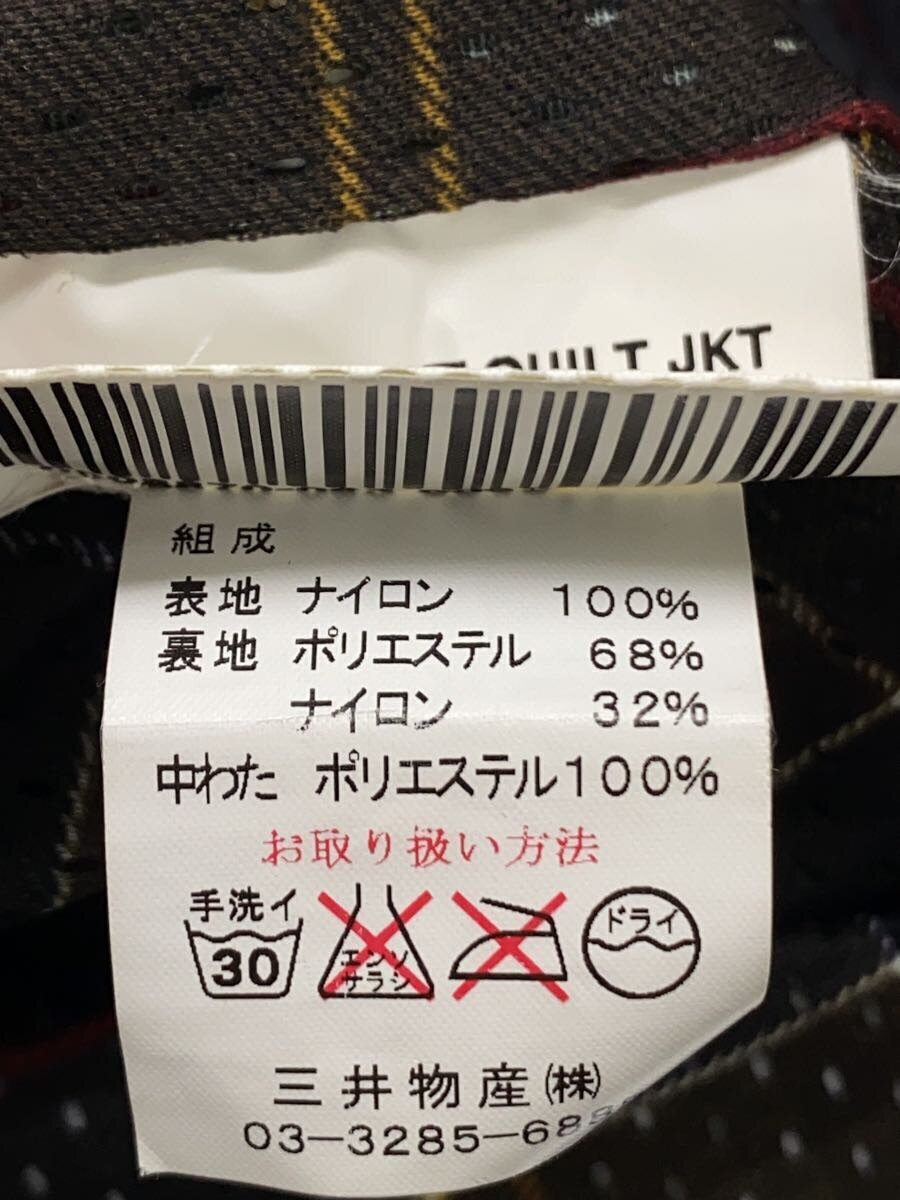 QUILT JKT
組成
表地 ナイロン 100%
裏地 ポリエステル 68%
ナイロン 32%
中わた ポリエステル100%
お取り扱い方法
手洗イ
30
エンソ
サラシ
ドライ
三井物産(株)
03-3285-68